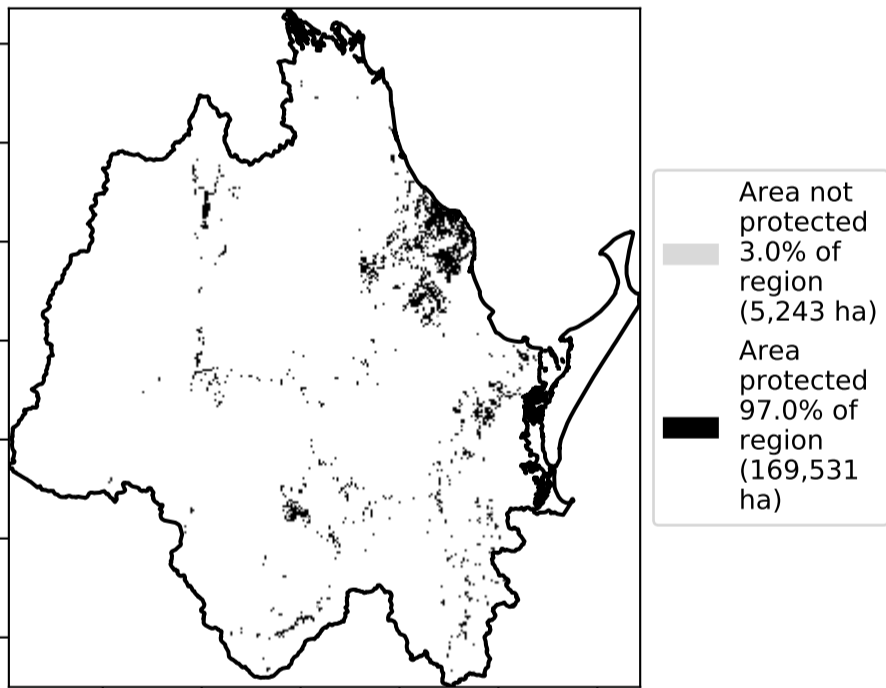 Area not
protected
3.0% of
region
(5,243 ha)
Area
protected
97.0% of
region
(169,531
ha)